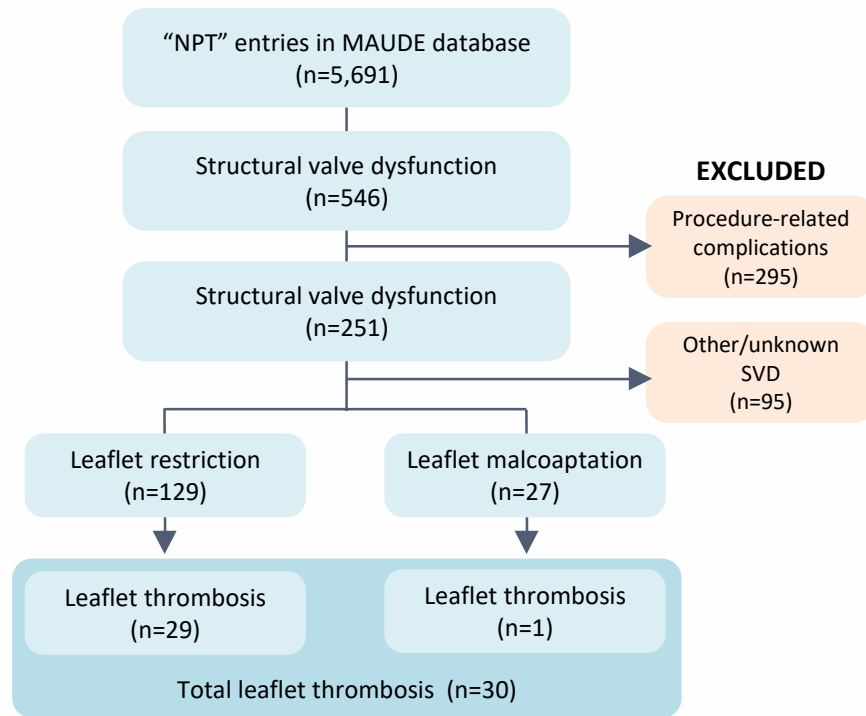 “NPT” entries in MAUDE database
(n=5,691)
Structural valve dysfunction
(n=546)
EXCLUDED
Procedure-related
complications
(n=295)
Structural valve dysfunction
(n=251)
Other/unknown
SVD
(n=95)
Leaflet restriction
(n=129)
Leaflet malcoaptation
(n=27)
Leaflet thrombosis
(n=29)
Leaflet thrombosis
(n=1)
Total leaflet thrombosis (n=30)